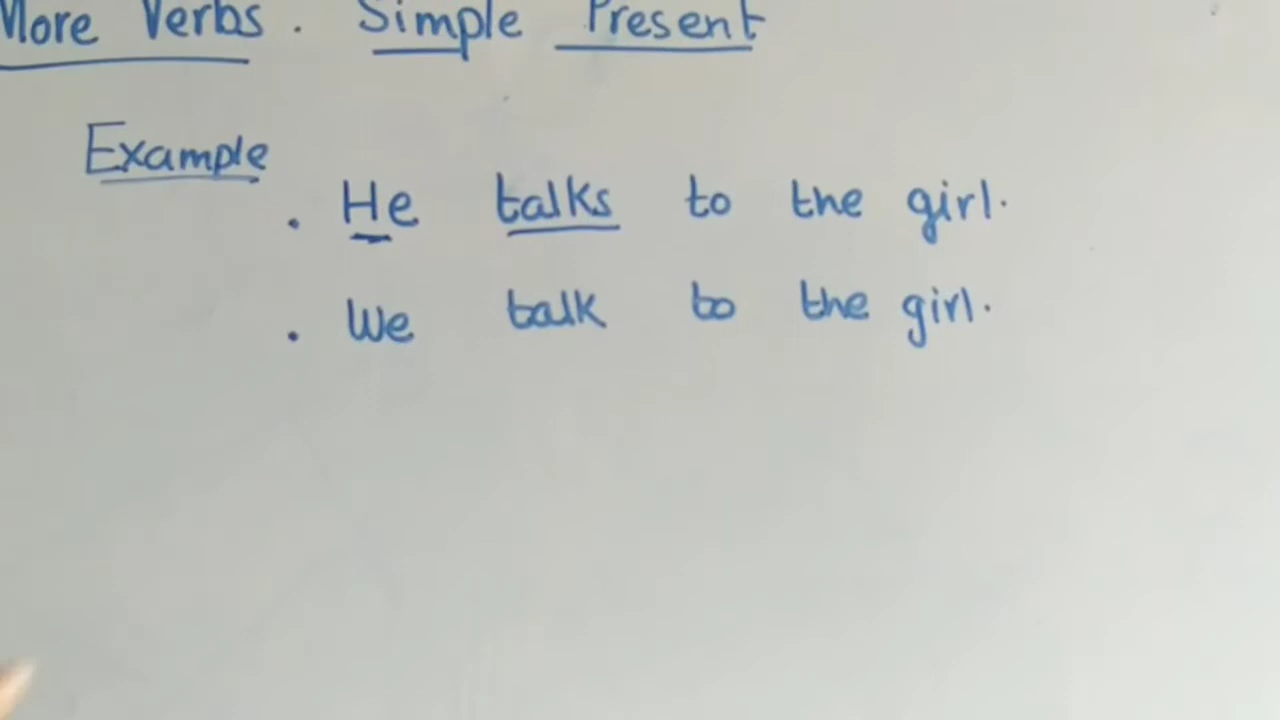 More Verbs. Simple Present
Example
. He talks to the girl.
. We talk to the girl.